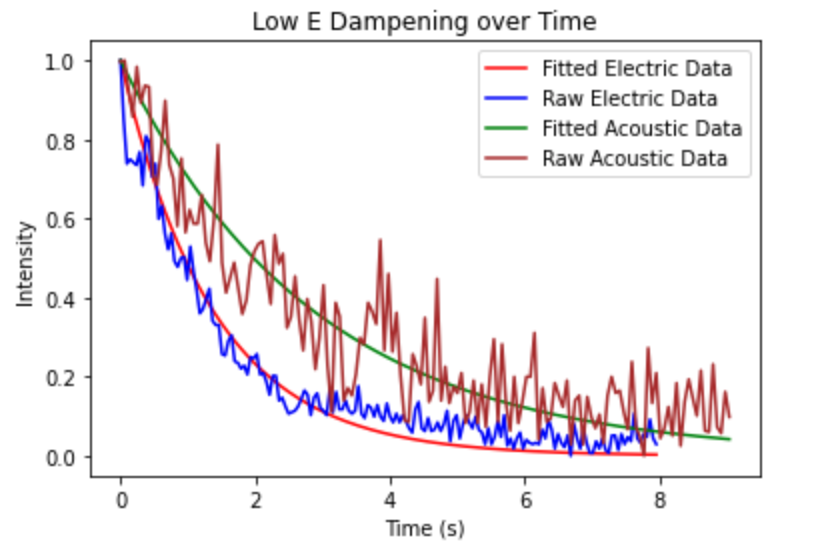 Low E Dampening over Time
Fitted Electric Data
Raw Electric Data
Fitted Acoustic Data
Raw Acoustic Data
1.0
0.8
0.6
0.4
0.2
0.0
Intensity
0 2 4 6 8
Time (s)